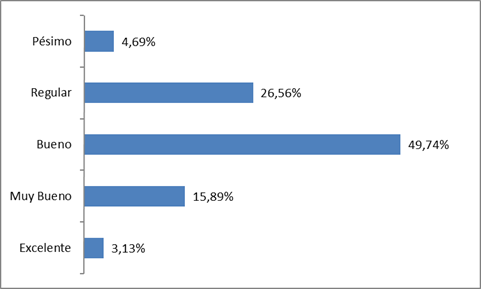 Pésimo 4,69%
Regular 26,56%
Bueno 49,74%
Muy Bueno 15,89%
Excelente 3,13%